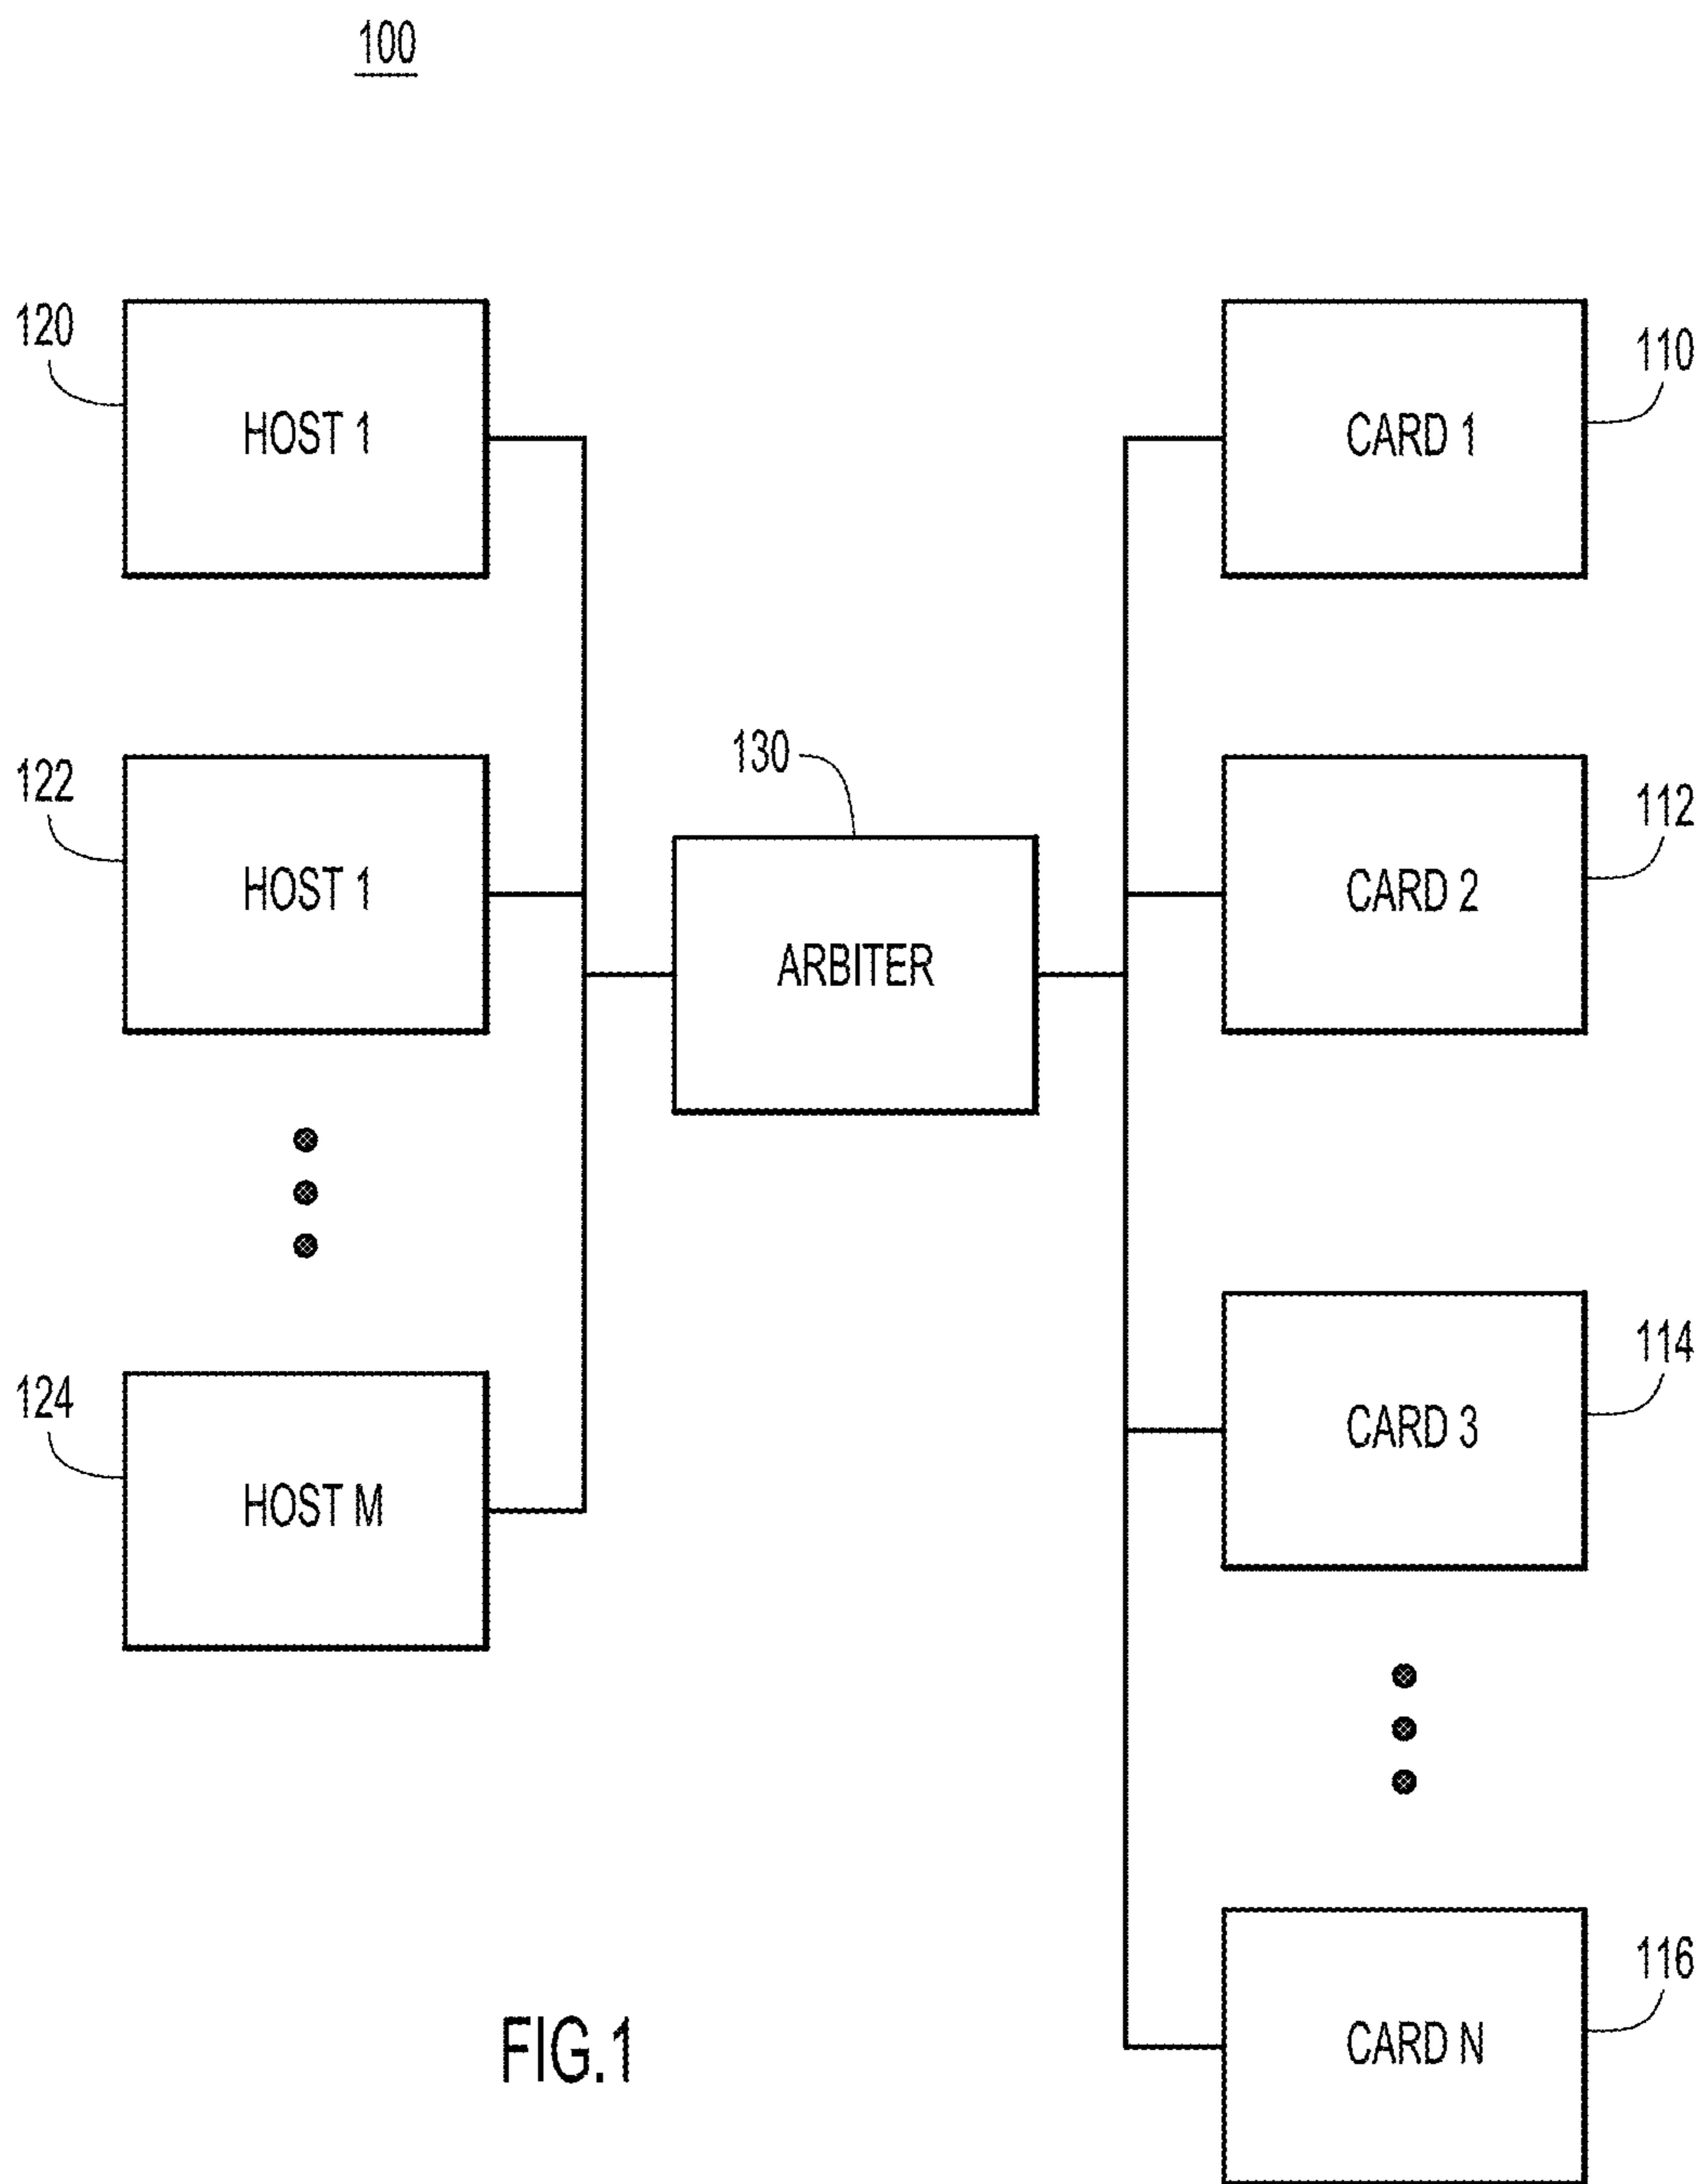 100
120
HOST 1
CARD 1
110
122
HOST 1
130
ARBITER
CARD 2
112
124
HOST M
CARD 3
114
CARD N
116
FIG.1